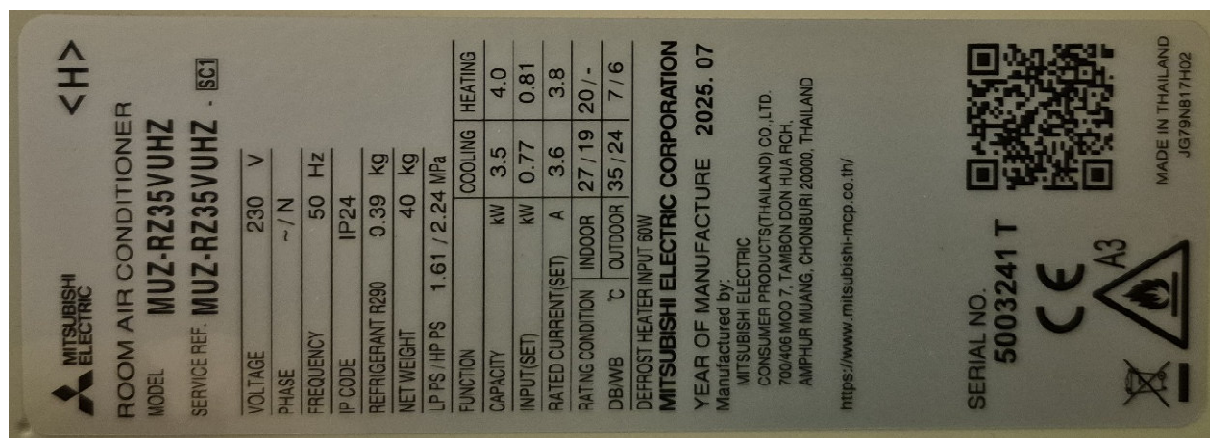 MITSUBISHI
ELECTRIC
<H>
ROOM AIR CONDITIONER
MODEL MUZ-RZ35VUHZ
SERVICE REF. MUZ-RZ35VUHZ - SC1
VOLTAGE 230 V
PHASE ~/N
FREQUENCY 50 Hz
IP CODE IP24
REFRIGERANT R290 0.39 kg
NET WEIGHT 40 kg
LP PS / HP PS 1.61 / 2.24 MPa
FUNCTION COOLING HEATING
CAPACITY kW 3.5 4.0
INPUT(SET) kW 0.77 0.81
RATED CURRENT(SET) A 3.6 3.8
RATING CONDITION INDOOR 27/19 20/-
DB/WB °C OUTDOOR 35/24 7/6
DEFROST HEATER INPUT 60W
MITSUBISHI ELECTRIC CORPORATION
YEAR OF MANUFACTURE 2025. 07
Manufactured by:
MITSUBISHI ELECTRIC
CONSUMER PRODUCTS(THAILAND) CO.,LTD.
700/406 MOO 7, TAMBON DON HUA ROH,
AMPHUR MUANG, CHONBURI 20000, THAILAND
https://www.mitsubishi-mcp.co.th/
SERIAL NO.
5003241 T
CE
A3
MADE IN THAILAND
JG79N817H02